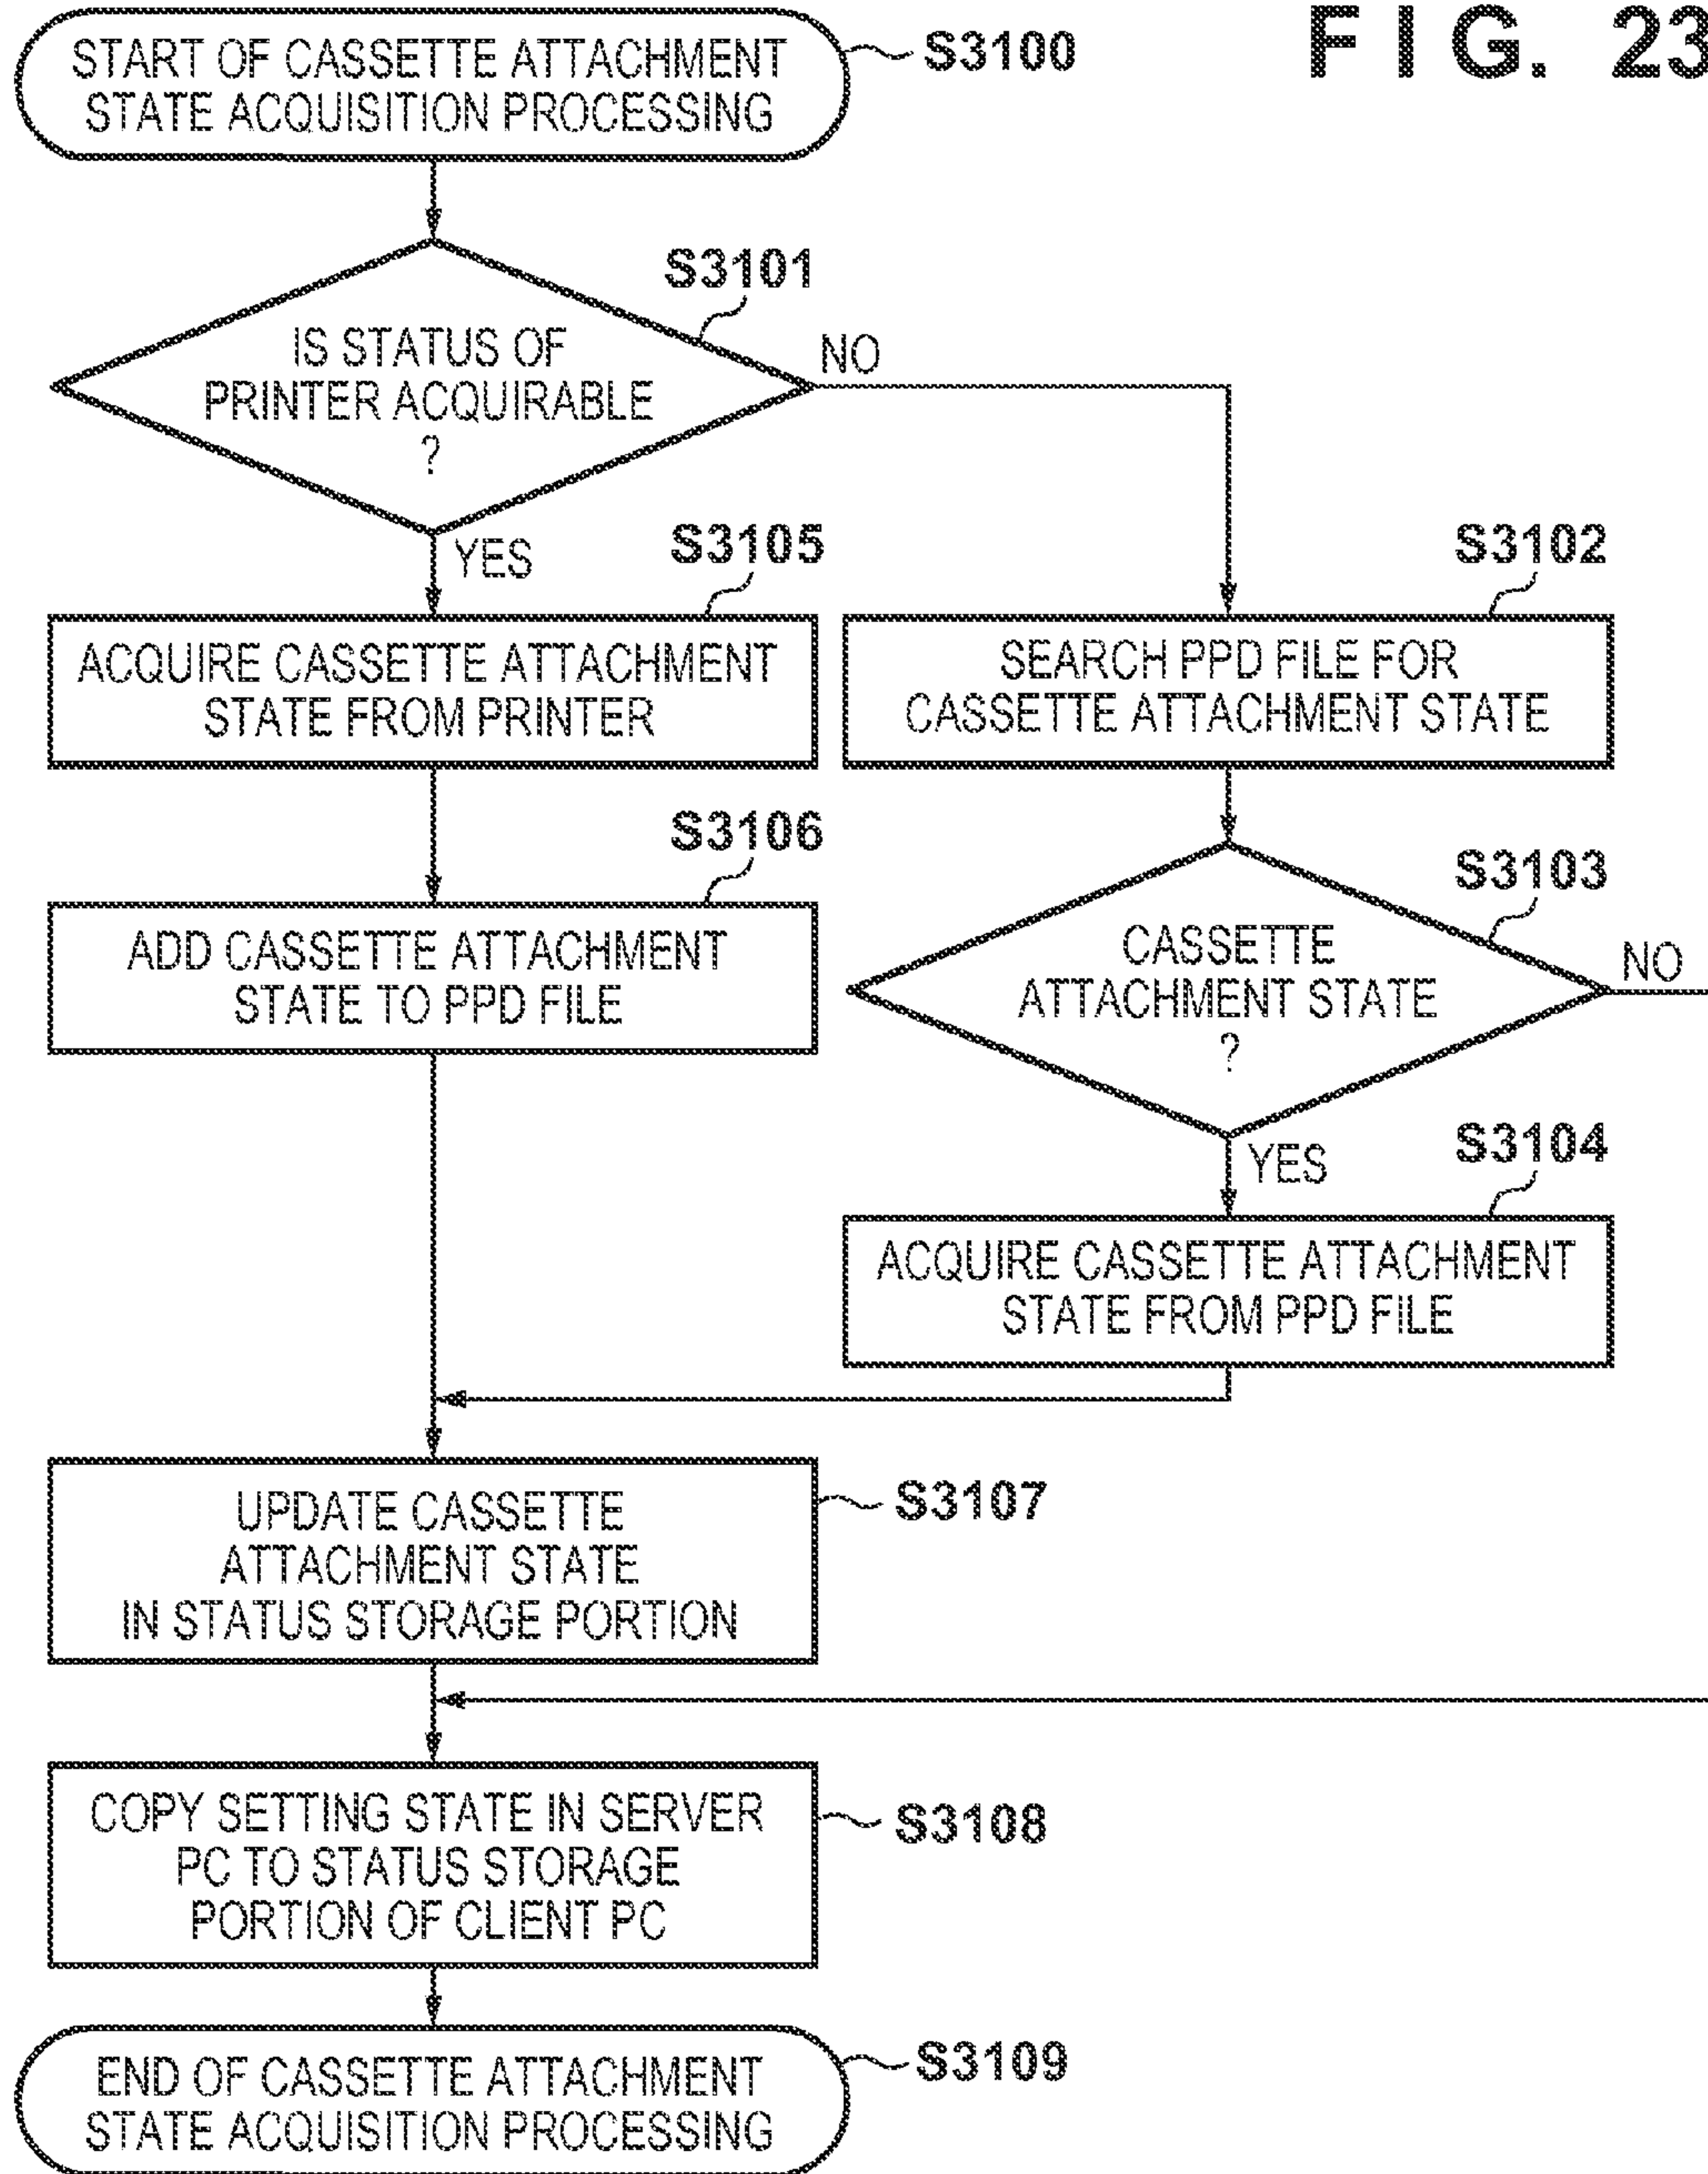 FIG. 23
START OF CASSETTE ATTACHMENT
STATE ACQUISITION PROCESSING
S3100
S3101
IS STATUS OF
PRINTER ACQUIRABLE
?
NO
YES
S3105
ACQUIRE CASSETTE ATTACHMENT
STATE FROM PRINTER
S3102
SEARCH PPD FILE FOR
CASSETTE ATTACHMENT STATE
S3106
ADD CASSETTE ATTACHMENT
STATE TO PPD FILE
S3103
CASSETTE
ATTACHMENT STATE
?
NO
YES
S3104
ACQUIRE CASSETTE ATTACHMENT
STATE FROM PPD FILE
UPDATE CASSETTE
ATTACHMENT STATE
IN STATUS STORAGE PORTION
S3107
COPY SETTING STATE IN SERVER
PC TO STATUS STORAGE
PORTION OF CLIENT PC
S3108
END OF CASSETTE ATTACHMENT
STATE ACQUISITION PROCESSING
S3109